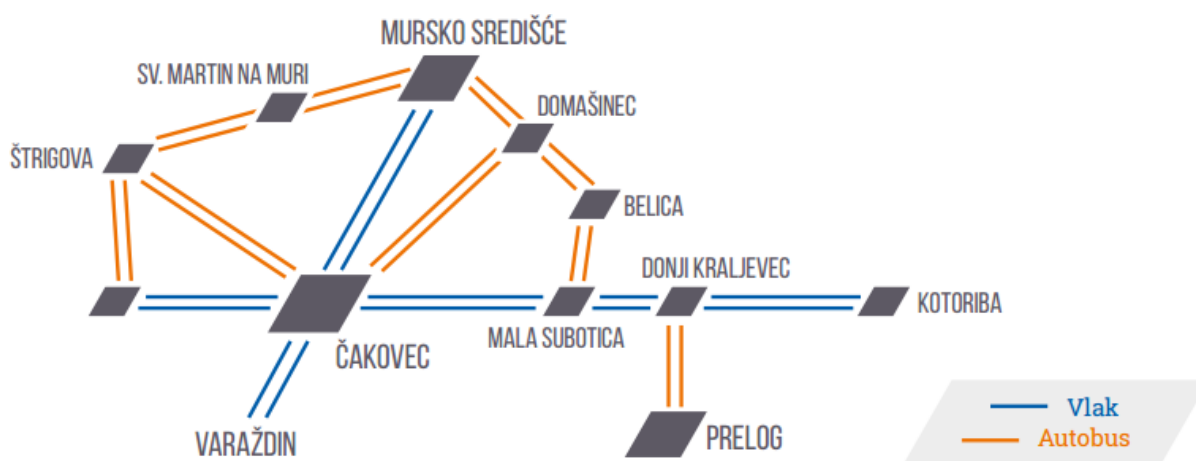 MURSKO SREDIŠĆE
SV. MARTIN NA MURI
DOMAŠINEC
ŠTRIGOVA
BELICA
DONJI KRALJEVEC
KOTORIBA
MALA SUBOTICA
ČAKOVEC
VARAŽDIN
PRELOG
Vlak
Autobus